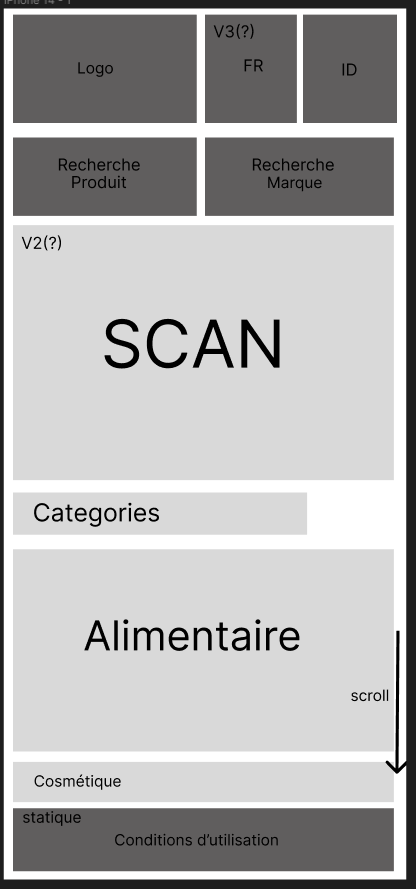 iPhone 14 - 1
Logo
V3(?)
FR
ID
Recherche
Produit
Recherche
Marque
V2(?)
SCAN
Categories
Alimentaire
scroll
Cosmétique
statique
Conditions d'utilisation